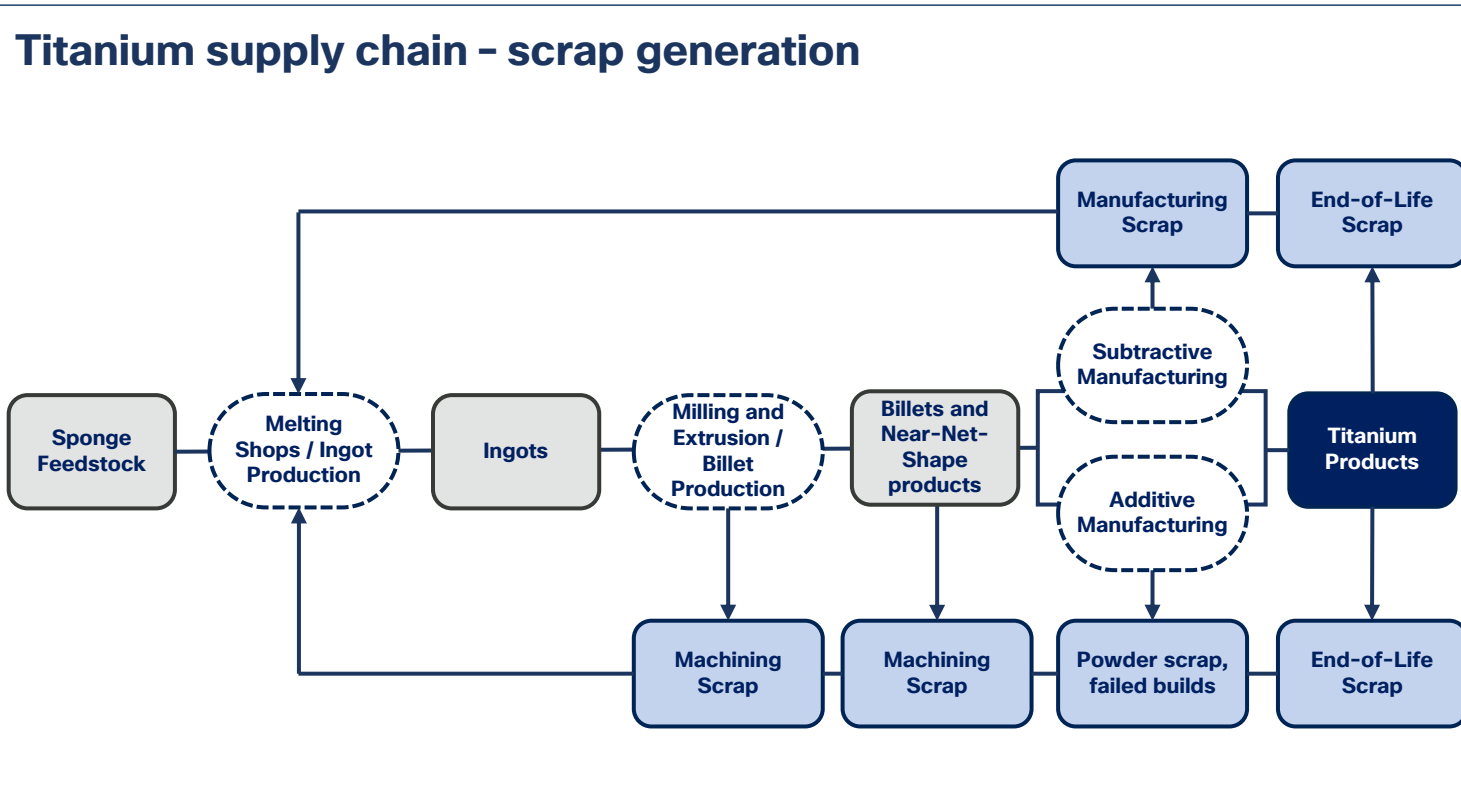 Titanium supply chain – scrap generation
Manufacturing
Scrap
End-of-Life
Scrap
Subtractive
Manufacturing
Sponge
Feedstock
Melting
Shops / Ingot
Production
Ingots
Milling and
Extrusion /
Billet
Production
Billets and
Near-Net-
Shape
products
Additive
Manufacturing
Titanium
Products
Machining
Scrap
Machining
Scrap
Powder scrap,
failed builds
End-of-Life
Scrap